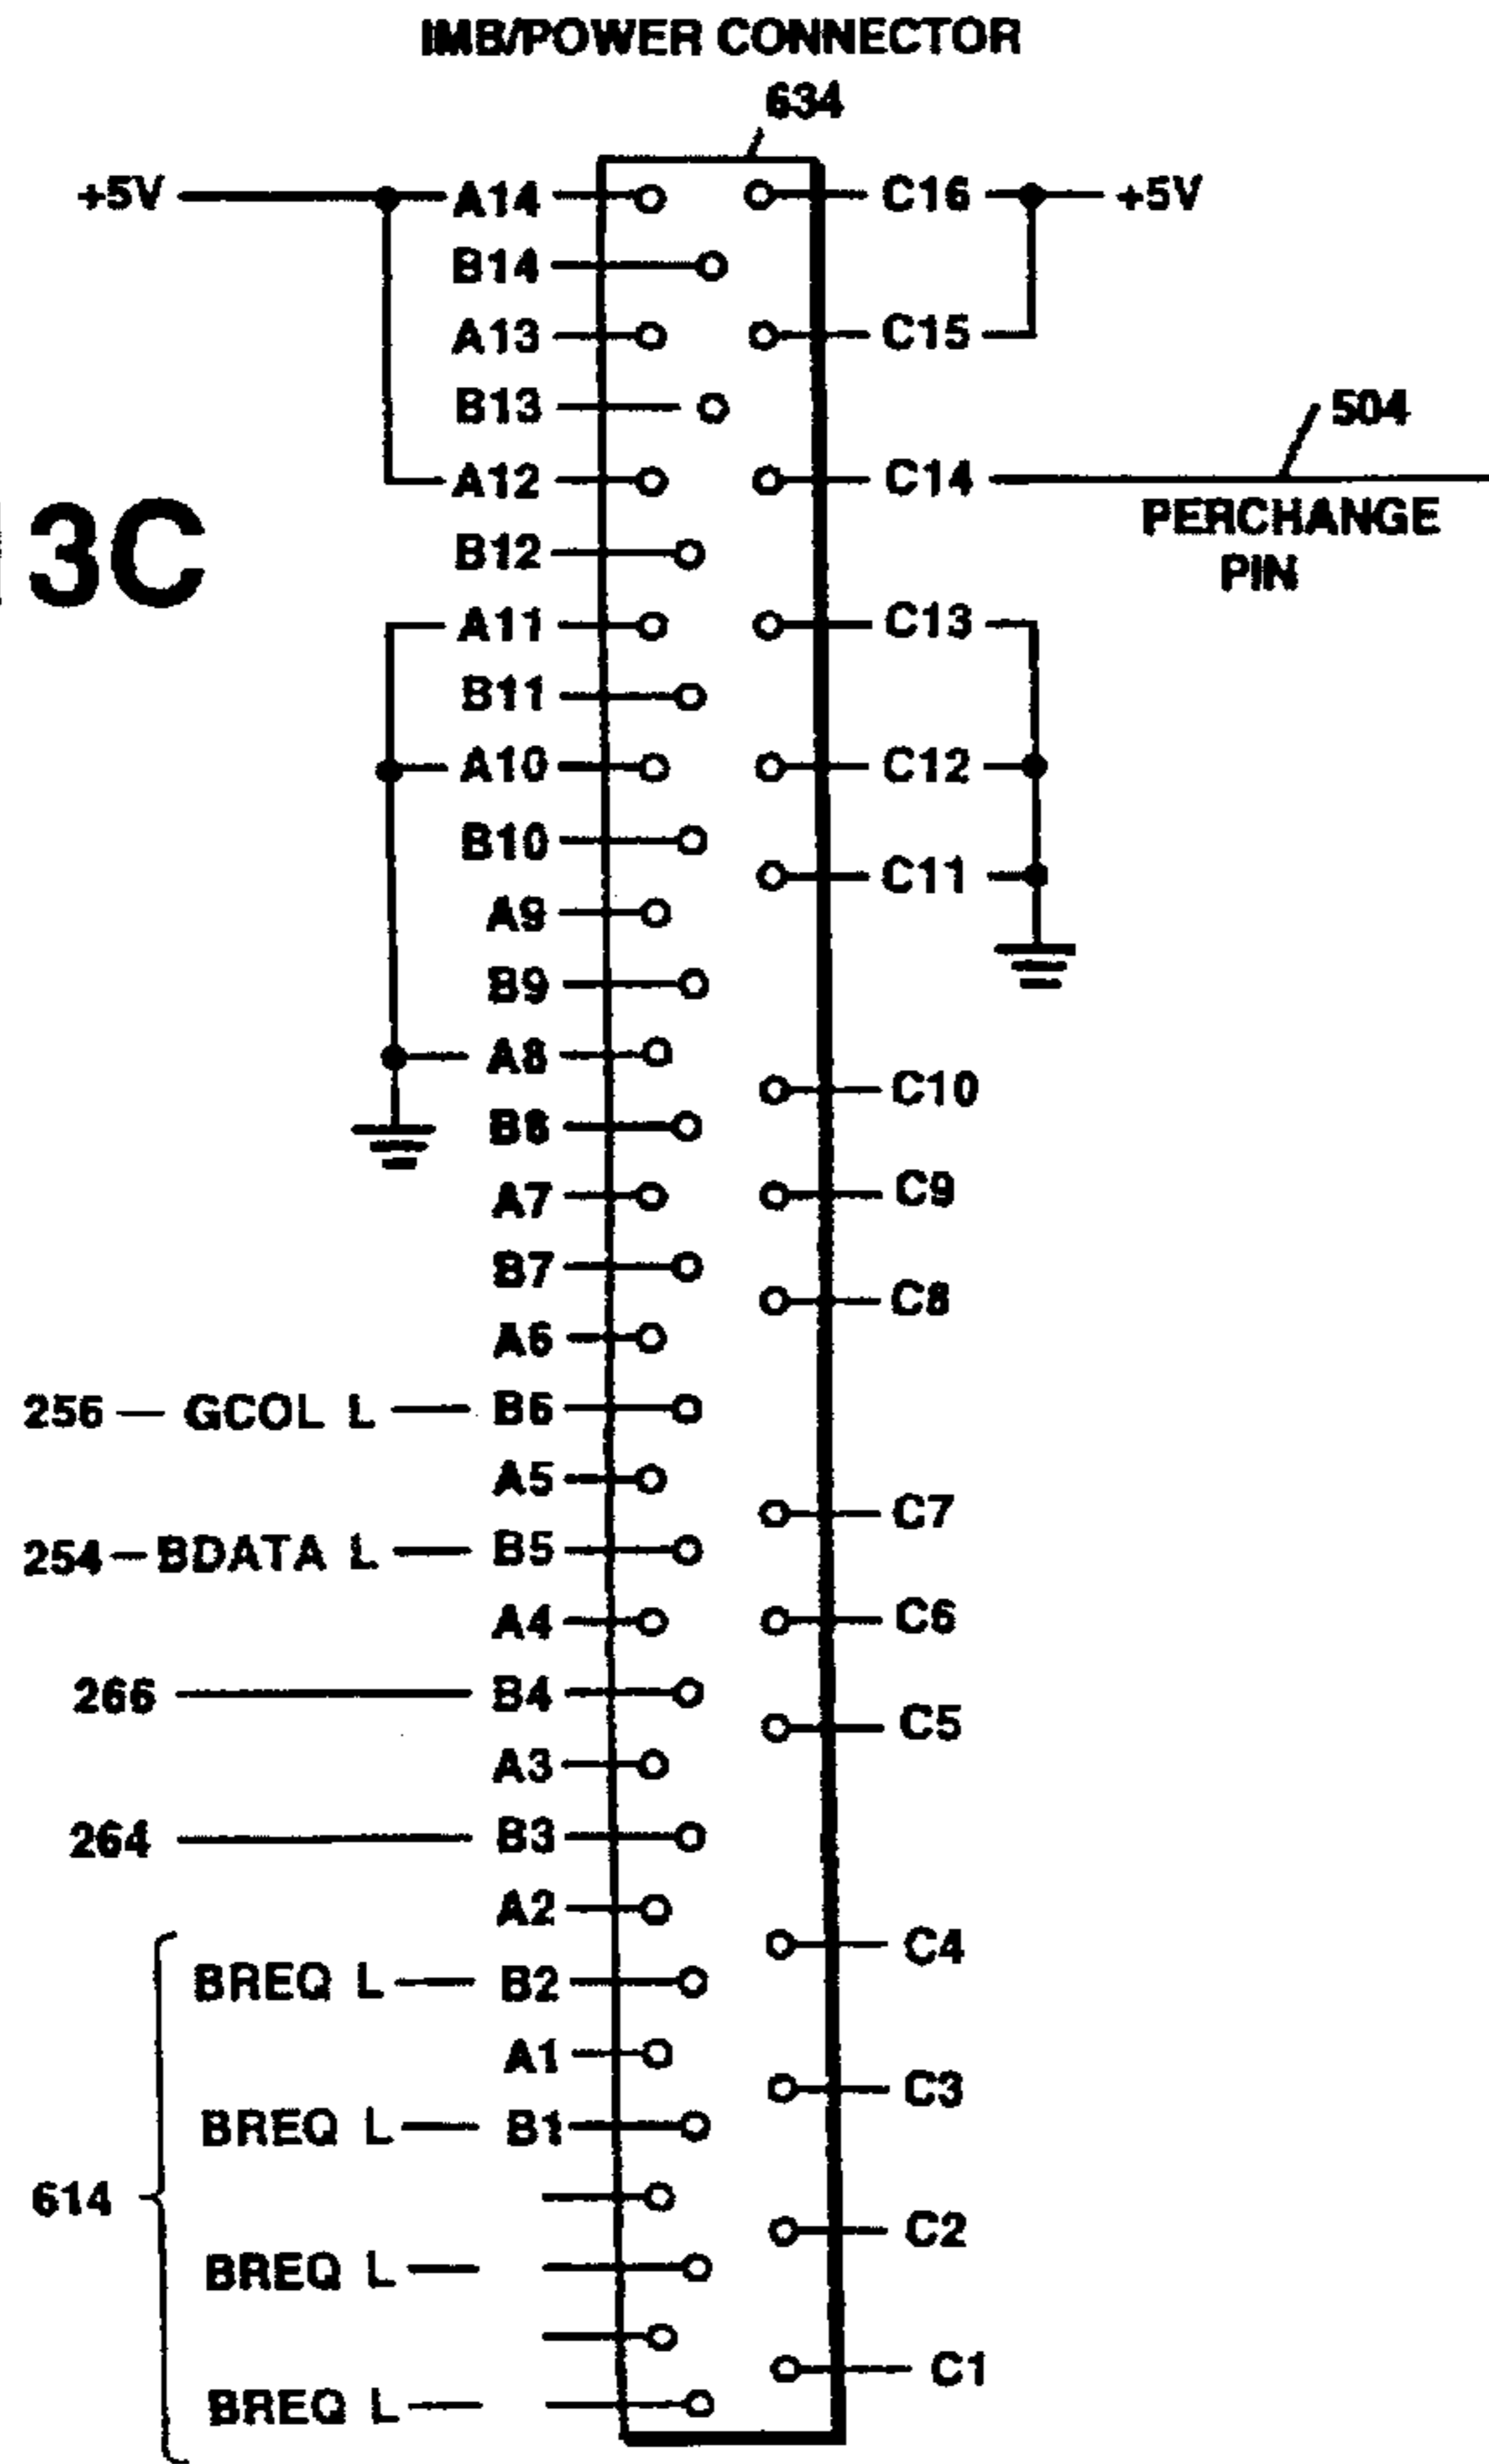 IMB/POWER CONNECTOR
634
+5V A14 C16 +5V
B14
A13 C15
B13 504
A12 C14
PERCHANGE
PIN
3C
B12
A11 C13
B11
A10 C12
B10
C11
A9
B9
A8
C10
B8
A7 C9
B7
C8
A6
256 GCOL L B6
A5
C7
254 BDATA L B5
A4 C6
266 B4
C5
A3
264 B3
A2
C4
BREQ L B2
A1
C3
BREQ L B1
614
C2
BREQ L
C1
BREQ L